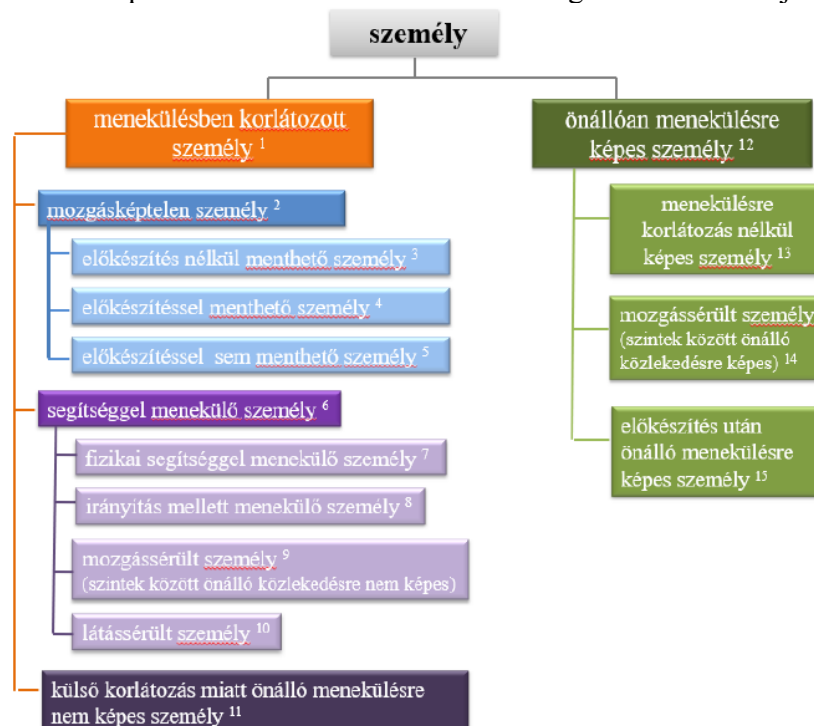 személy
menekülésben korlátozott
személy 1
mozgásképtelen személy 2
előkészítés nélkül menthető személy 3
előkészítéssel menthető személy 4
előkészítéssel sem menthető személy 5
segítséggel menekülő személy 6
fizikai segítséggel menekülő személy 7
irányítás mellett menekülő személy 8
mozgássérült személy 9
(szintek között önálló közlekedésre nem képes)
látássérült személy 10
külső korlátozás miatt önálló menekülésre
nem képes személy 11
önállóan menekülésre
képes személy 12
menekülésre
korlátozás nélkül
képes személy 13
mozgássérült személy
(szintek között önálló
közlekedésre képes) 14
előkészítés után
önálló menekülésre
képes személy 15